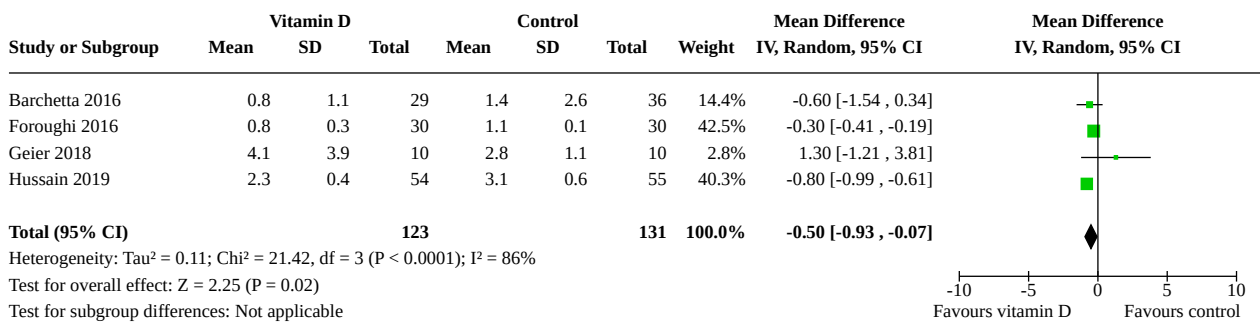 Vitamin D Control Mean Difference Mean Difference
Study or Subgroup Mean SD Total Mean SD Total Weight IV, Random, 95% CI IV, Random, 95% CI
Barchetta 2016 0.8 1.1 29 1.4 2.6 36 14.4% -0.60 [-1.54 , 0.34]
Foroughi 2016 0.8 0.3 30 1.1 0.1 30 42.5% -0.30 [-0.41 , -0.19]
Geier 2018 4.1 3.9 10 2.8 1.1 10 2.8% 1.30 [-1.21 , 3.81]
Hussain 2019 2.3 0.4 54 3.1 0.6 55 40.3% -0.80 [-0.99 , -0.61]
Total (95% CI) 123 131 100.0% -0.50 [-0.93 , -0.07]
Heterogeneity: Tau² = 0.11; Chi² = 21.42, df = 3 (P < 0.0001); I² = 86%
Test for overall effect: Z = 2.25 (P = 0.02) -10 -5 0 5 10
Test for subgroup differences: Not applicable Favours vitamin D Favours control